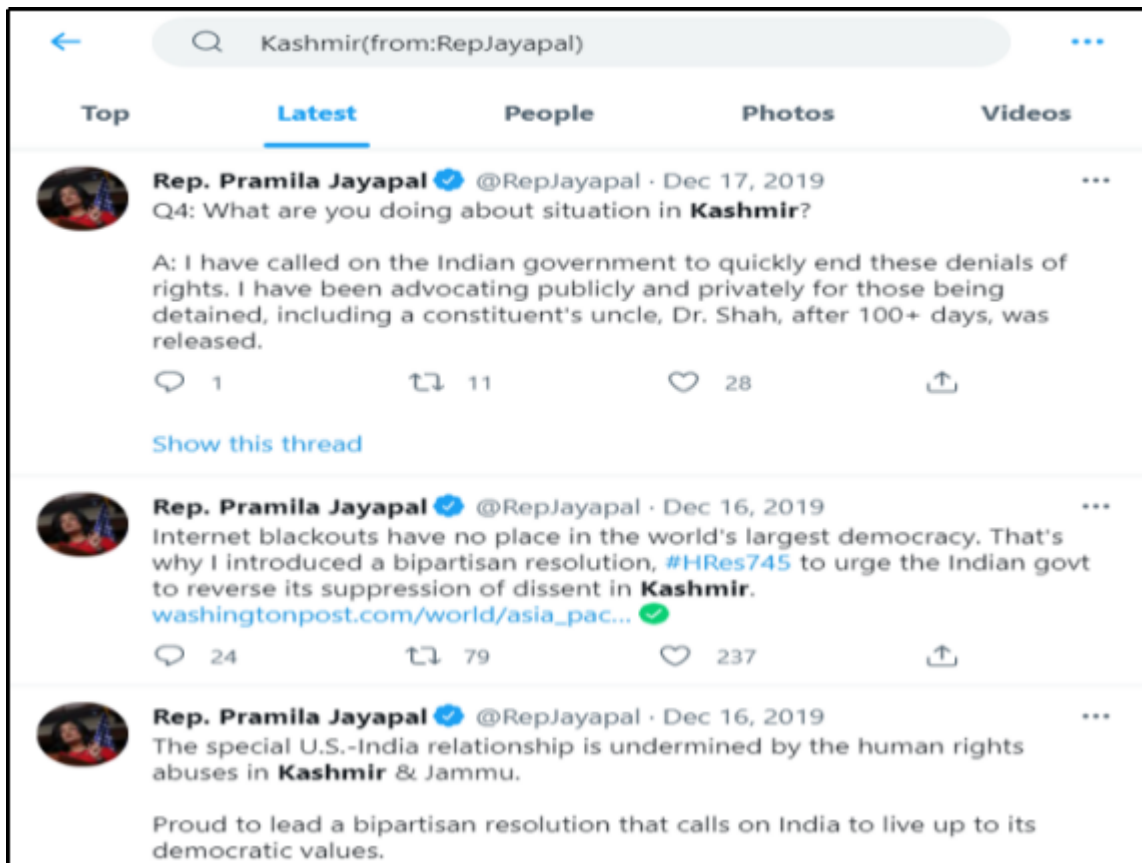 Kashmir(from:RepJayapal)
Top Latest People Photos Videos
Rep. Pramila Jayapal @RepJayapal · Dec 17, 2019
Q4: What are you doing about situation in Kashmir?
A: I have called on the Indian government to quickly end these denials of
rights. I have been advocating publicly and privately for those being
detained, including a constituent's uncle, Dr. Shah, after 100+ days, was
released.
1 11 28
Show this thread
Rep. Pramila Jayapal @RepJayapal · Dec 16, 2019
Internet blackouts have no place in the world's largest democracy. That's
why I introduced a bipartisan resolution, #HRes745 to urge the Indian govt
to reverse its suppression of dissent in Kashmir.
washingtonpost.com/world/asia_pac...
24 79 237
Rep. Pramila Jayapal @RepJayapal · Dec 16, 2019
The special U.S.-India relationship is undermined by the human rights
abuses in Kashmir & Jammu.
Proud to lead a bipartisan resolution that calls on India to live up to its
democratic values.